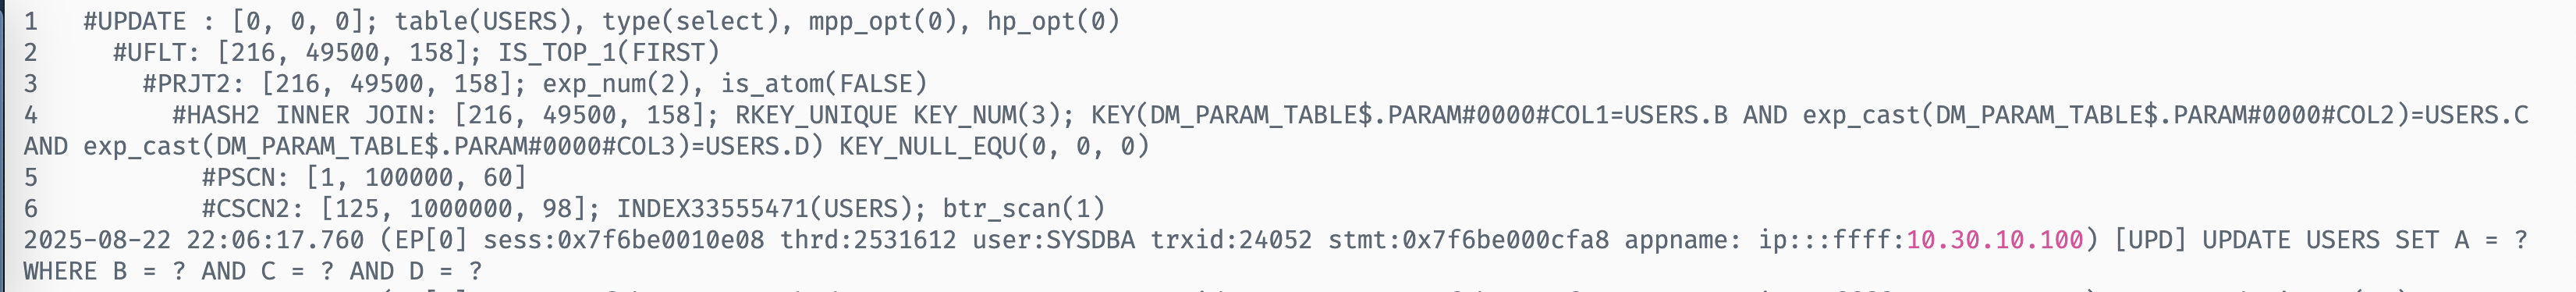 1 #UPDATE : [0, 0, 0]; table(USERS), type(select), mpp_opt(0), hp_opt(0)
2 #UFLT: [216, 49500, 158]; IS_TOP_1(FIRST)
3 #PRJT2: [216, 49500, 158]; exp_num(2), is_atom(FALSE)
4 #HASH2 INNER JOIN: [216, 49500, 158]; RKEY_UNIQUE KEY_NUM(3); KEY(DM_PARAM_TABLE$.PARAM#0000#COL1=USERS.B AND exp_cast(DM_PARAM_TABLE$.PARAM#0000#COL2)=USERS.C
AND exp_cast(DM_PARAM_TABLE$.PARAM#0000#COL3)=USERS.D) KEY_NULL_EQU(0, 0, 0)
5 #PSCN: [1, 100000, 60]
6 #CSCN2: [125, 1000000, 98]; INDEX33555471(USERS); btr_scan(1)
2025-08-22 22:06:17.760 (EP[0] sess:0x7f6be0010e08 thrd:2531612 user:SYSDBA trxid:24052 stmt:0x7f6be000cfa8 appname: ip:::ffff:10.30.10.100) [UPD] UPDATE USERS SET A = ?
WHERE B = ? AND C = ? AND D = ?